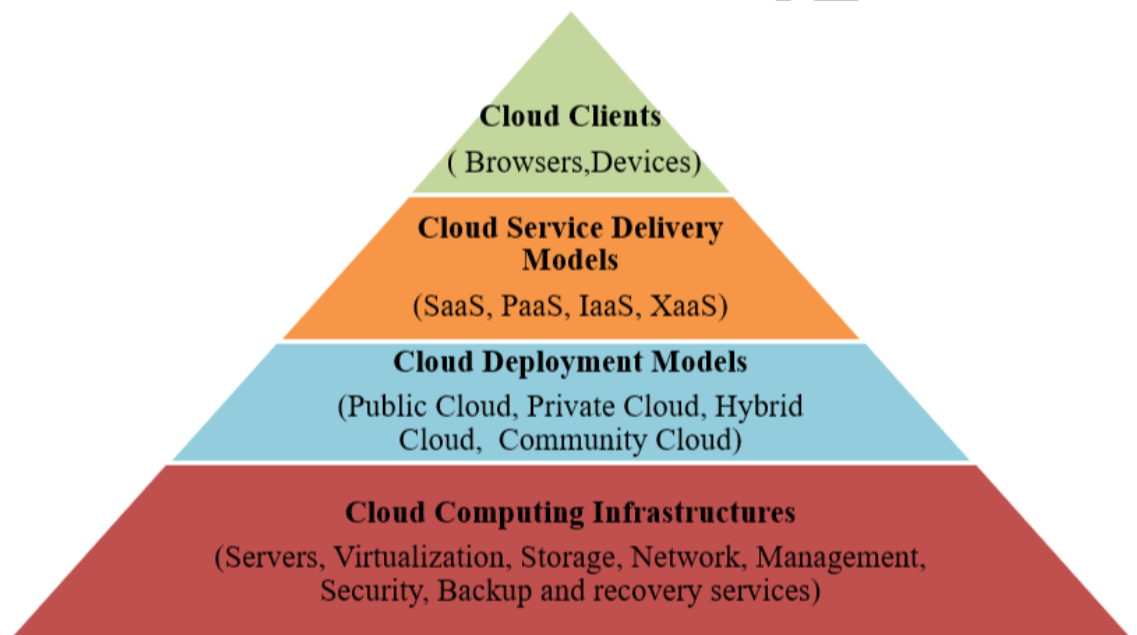 Cloud Clients
( Browsers,Devices)
Cloud Service Delivery
Models
(SaaS, PaaS, IaaS, XaaS)
Cloud Deployment Models
(Public Cloud, Private Cloud, Hybrid
Cloud,  Community Cloud)
Cloud Computing Infrastructures
(Servers, Virtualization, Storage, Network, Management,
Security, Backup and recovery services)